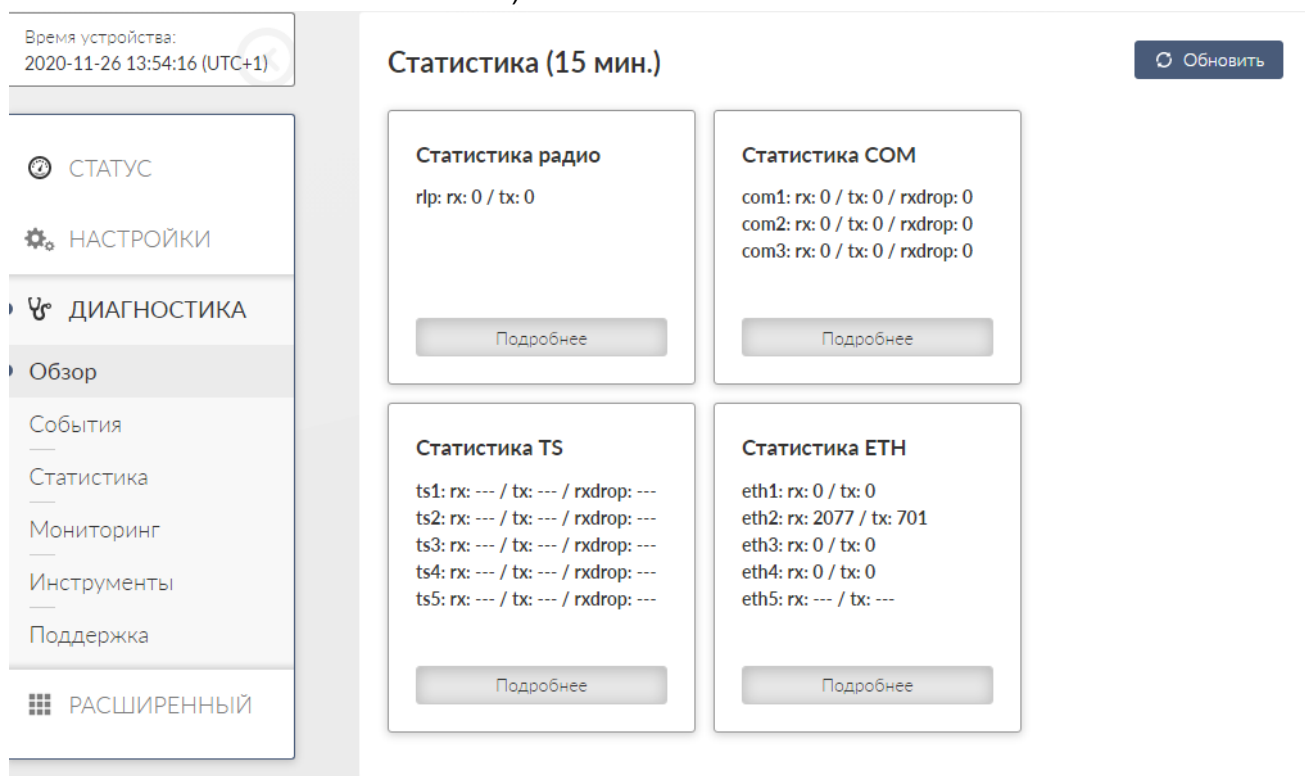 Время устройства:
2020-11-26 13:54:16 (UTC+1)
СТАТУС
НАСТРОЙКИ
ДИАГНОСТИКА
Обзор
События
Статистика
Мониторинг
Инструменты
Поддержка
РАСШИРЕННЫЙ
Статистика (15 мин.)
Обновить
Статистика радио
rlp: rx: 0 / tx: 0
Подробнее
Статистика COM
com1: rx: 0 / tx: 0 / rxdrop: 0
com2: rx: 0 / tx: 0 / rxdrop: 0
com3: rx: 0 / tx: 0 / rxdrop: 0
Подробнее
Статистика TS
ts1: rx: --- / tx: --- / rxdrop: ---
ts2: rx: --- / tx: --- / rxdrop: ---
ts3: rx: --- / tx: --- / rxdrop: ---
ts4: rx: --- / tx: --- / rxdrop: ---
ts5: rx: --- / tx: --- / rxdrop: ---
Подробнее
Статистика ETH
eth1: rx: 0 / tx: 0
eth2: rx: 2077 / tx: 701
eth3: rx: 0 / tx: 0
eth4: rx: 0 / tx: 0
eth5: rx: --- / tx: ---
Подробнее